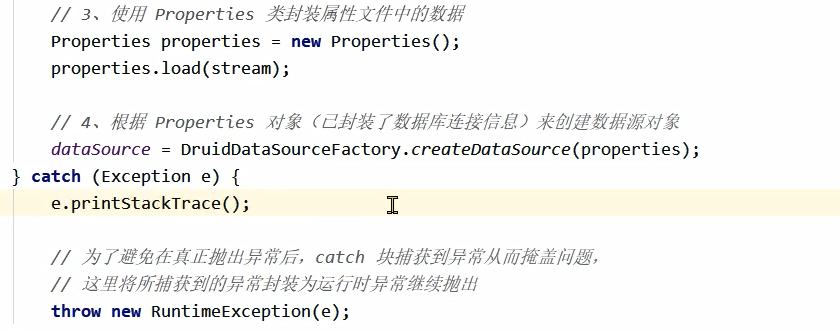 // 3、使用 Properties 类封装属性文件中的数据
Properties properties = new Properties();
properties.load(stream);
// 4、根据 Properties 对象（已封装了数据库连接信息）来创建数据源对象
dataSource = DruidDataSourceFactory.createDataSource(properties);
} catch (Exception e) {
e.printStackTrace();
// 为了避免在真正抛出异常后，catch 块捕获到异常从而掩盖问题，
// 这里将所捕获到的异常封装为运行时异常继续抛出
throw new RuntimeException(e);